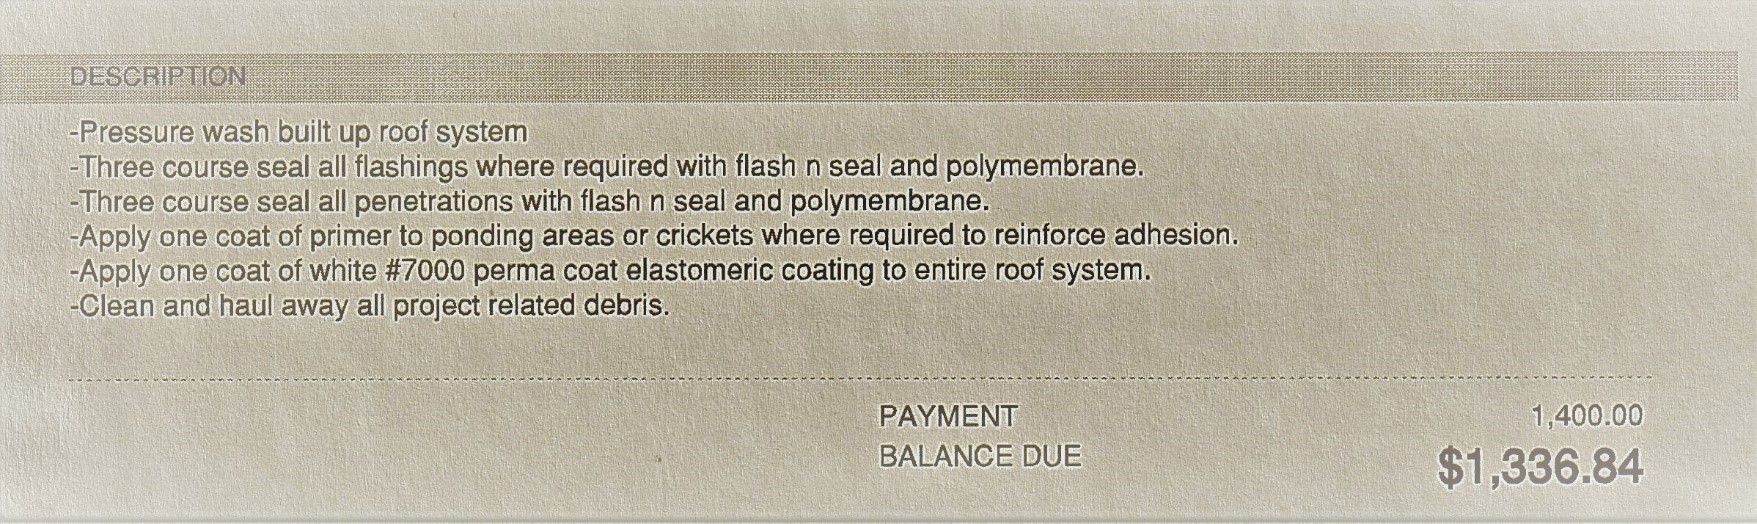 DESCRIPTION
-Pressure wash built up roof system
-Three course seal all flashings where required with flash n seal and polymembrane.
-Three course seal all penetrations with flash n seal and polymembrane.
-Apply one coat of primer to ponding areas or crickets where required to reinforce adhesion.
-Apply one coat of white #7000 perma coat elastomeric coating to entire roof system.
-Clean and haul away all project related debris.
PAYMENT 1,400.00
BALANCE DUE $1,336.84